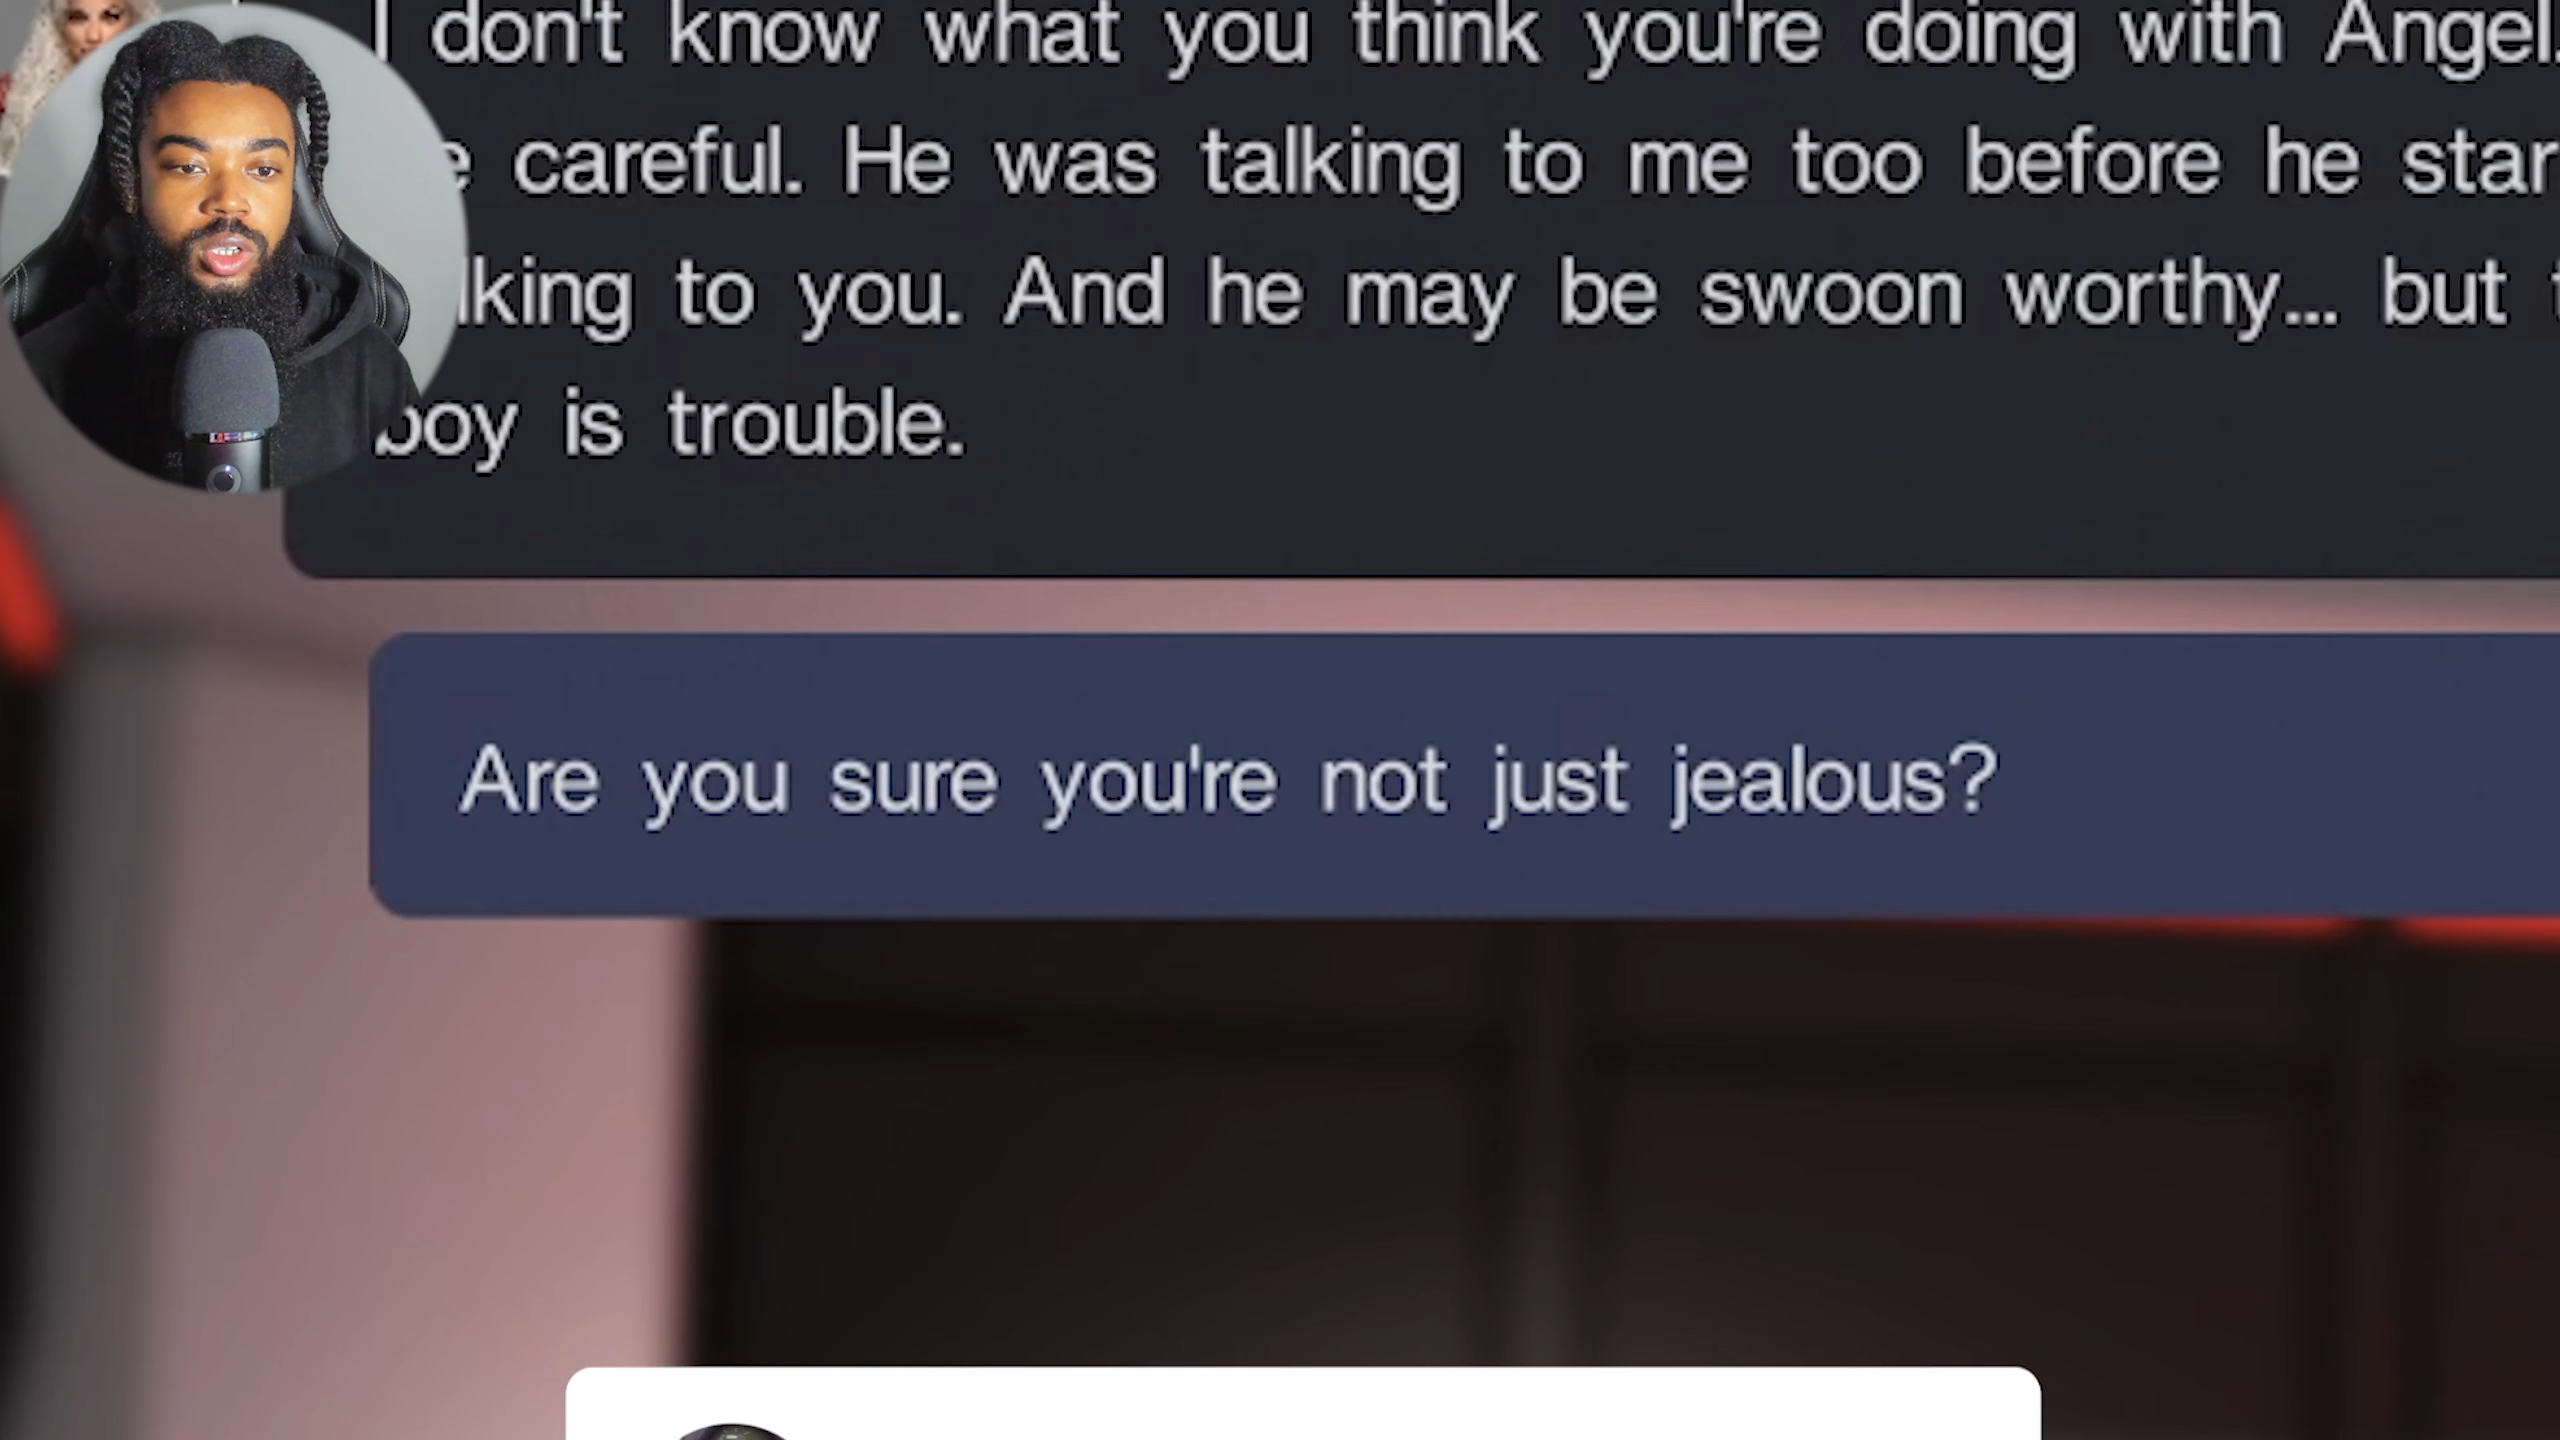 I don't know what you think you're doing with Angel.
careful. He was talking to me too before he
to you. And he may be swoon worthy... but
boy is trouble.
Are you sure you're not just jealous?